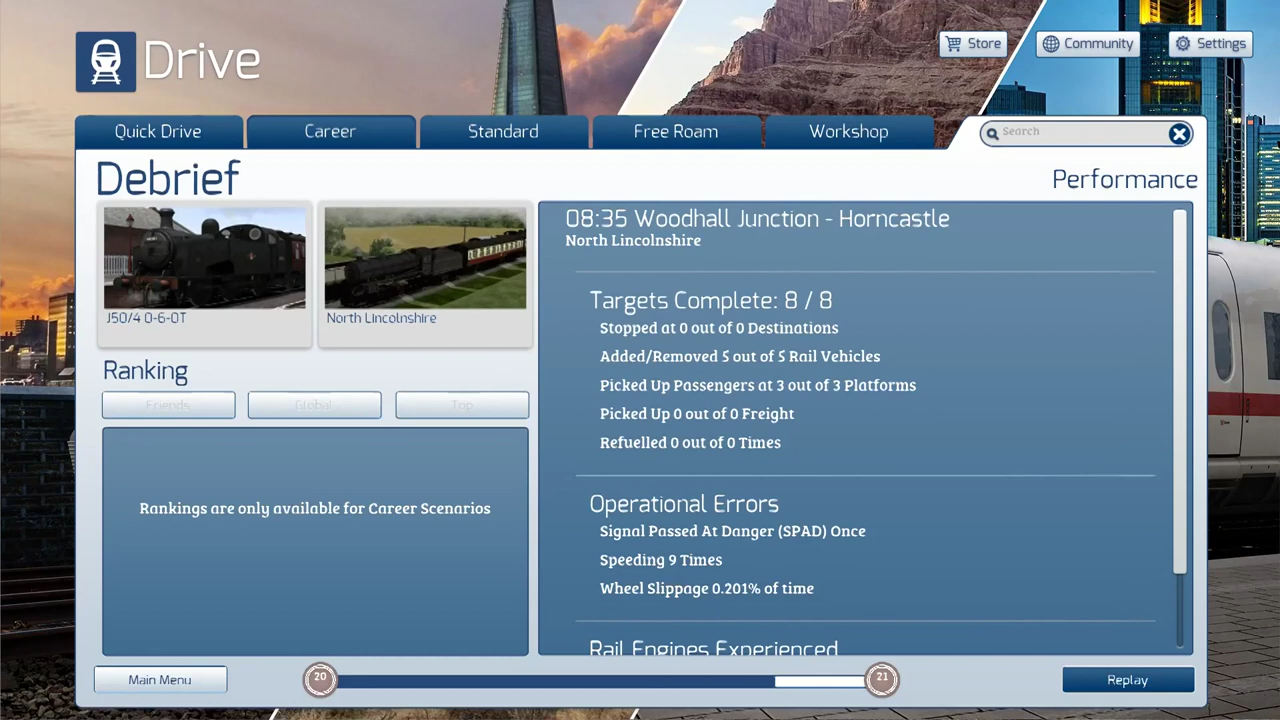 Drive
Store
Community
Settings
Quick Drive
Career
Standard
Free Roam
Workshop
Search
Debrief
Performance
J50/4 0-6-0T
North Lincolnshire
Ranking
Friends
Global
Top
Rankings are only available for Career Scenarios
08:35 Woodhall Junction - Horncastle
North Lincolnshire
Targets Complete: 8 / 8
Stopped at 0 out of 0 Destinations
Added/Removed 5 out of 5 Rail Vehicles
Picked Up Passengers at 3 out of 3 Platforms
Picked Up 0 out of 0 Freight
Refuelled 0 out of 0 Times
Operational Errors
Signal Passed At Danger (SPAD) Once
Speeding 9 Times
Wheel Slippage 0.201% of time
Rail Engines Experienced
Main Menu
20
21
Replay